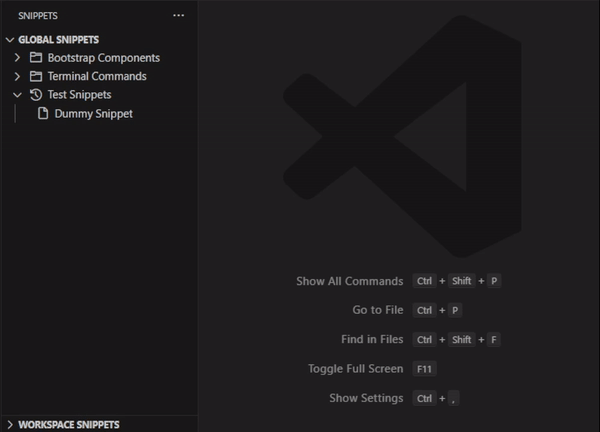 SNIPPETS
GLOBAL SNIPPETS
Bootstrap Components
Terminal Commands
Test Snippets
Dummy Snippet
Show All Commands Ctrl + Shift + P
Go to File Ctrl + P
Find in Files Ctrl + Shift + F
Toggle Full Screen F11
Show Settings Ctrl + ,
WORKSPACE SNIPPETS